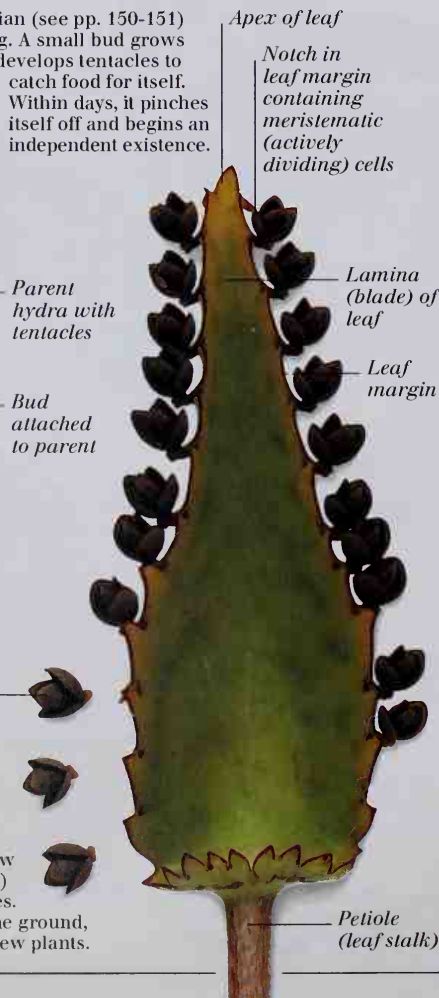 ian (see pp. 150-151)
g. A small bud grows
develops tentacles to
catch food for itself.
Within days, it pinches
itself off and begins an
independent existence.
Apex of leaf
Notch in
leaf margin
containing
meristematic
(actively
dividing) cells
Parent
hydra with
tentacles
Lamina
(blade) of
leaf
Leaf
margin
Bud
attached
to parent
w
)
es.
e ground,
ew plants.
Petiole
(leaf stalk)